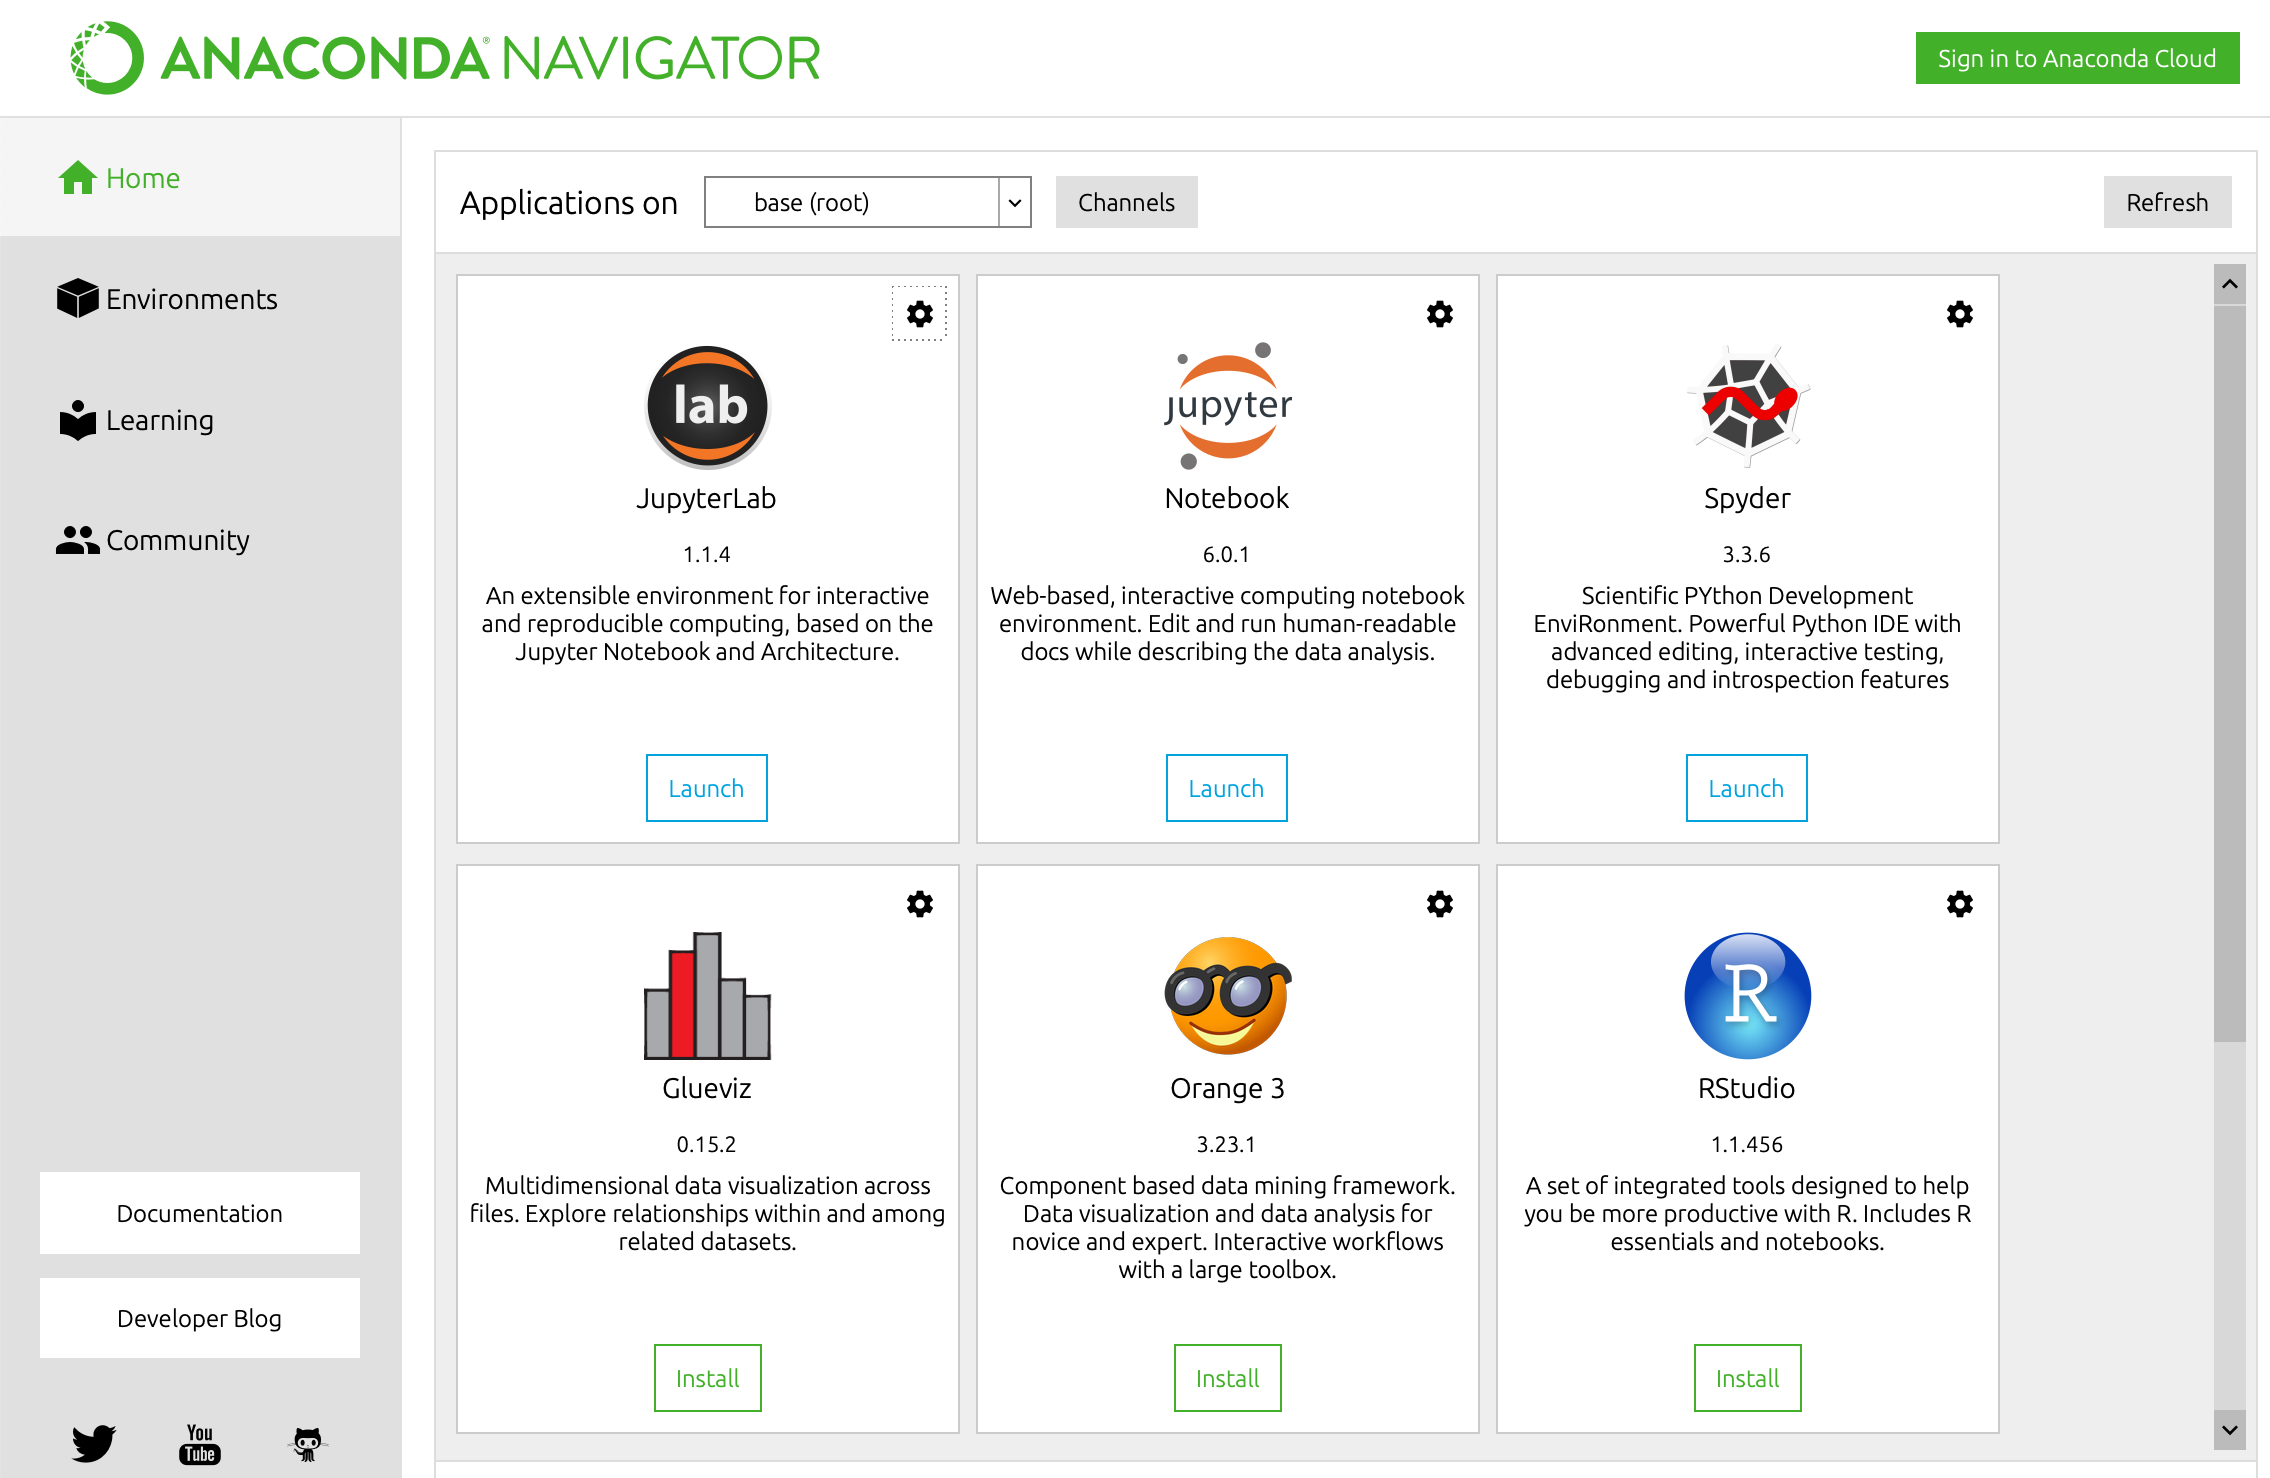 ANACONDA® NAVIGATOR
Sign in to Anaconda Cloud
Home
Environments
Learning
Community
Documentation
Developer Blog
You
Tube
Applications on
base (root)
Channels
Refresh
lab
JupyterLab
1.1.4
An extensible environment for interactive
and reproducible computing, based on the
Jupyter Notebook and Architecture.
Launch
jupyter
Notebook
6.0.1
Web-based, interactive computing notebook
environment. Edit and run human-readable
docs while describing the data analysis.
Launch
Spyder
3.3.6
Scientific PYthon Development
EnviRonment. Powerful Python IDE with
advanced editing, interactive testing,
debugging and introspection features
Launch
Glueviz
0.15.2
Multidimensional data visualization across
files. Explore relationships within and among
related datasets.
Install
Orange 3
3.23.1
Component based data mining framework.
Data visualization and data analysis for
novice and expert. Interactive workflows
with a large toolbox.
Install
R
RStudio
1.1.456
A set of integrated tools designed to help
you be more productive with R. Includes R
essentials and notebooks.
Install